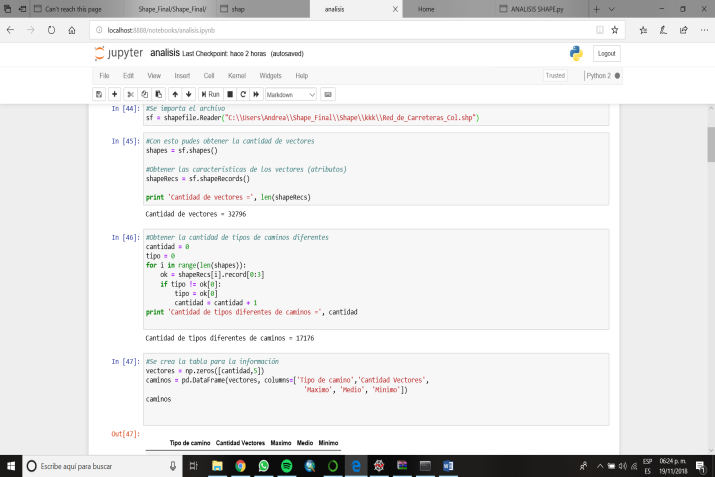 Can't reach this page
Shape_Final/Shape_Final/
shap
analisis
Home
ANALISIS SHAPE.py
localhost:8888/notebooks/analisis.ipynb
jupyter analisis Last Checkpoint: hace 2 horas (autosaved)
Logout
File Edit View Insert Cell Kernel Widgets Help
Trusted
Python 2
Run
Markdown
In [44]: #Se importa el archivo
sf = shapefile.Reader("C:\\Users\Andrea\\Shape_Final\\Shape\\kkk\\Red_de_Carreteras_Col.shp")
In [45]: #Con esto pudes obtener la cantidad de vectores
shapes = sf.shapes()
#Obtener las caracteristicas de los vectores (atributos)
shapeRecs = sf.shapeRecords()
print 'Cantidad de vectores =', len(shapeRecs)
Cantidad de vectores = 32796
In [46]: #Obtener la cantidad de tipos de caminos diferentes
cantidad = 0
tipo = 0
for i in range(len(shapes)):
ok = shapeRecs[i].record[0:3]
if tipo != ok[0]:
tipo = ok[0]
cantidad = cantidad + 1
print 'Cantidad de tipos diferentes de caminos =', cantidad
Cantidad de tipos diferentes de caminos = 17176
In [47]: #Se crea la tabla para la información
vectores = np.zeros([cantidad,5])
caminos = pd.DataFrame(vectores, columns=['Tipo de camino','Cantidad Vectores',
'Maximo', 'Medio', 'Minimo'])
caminos
Out[47]:
Tipo de camino Cantidad Vectores Maximo Medio Minimo
Escribe aquí para buscar
ESP
ES
06:24 p. m.
19/11/2018